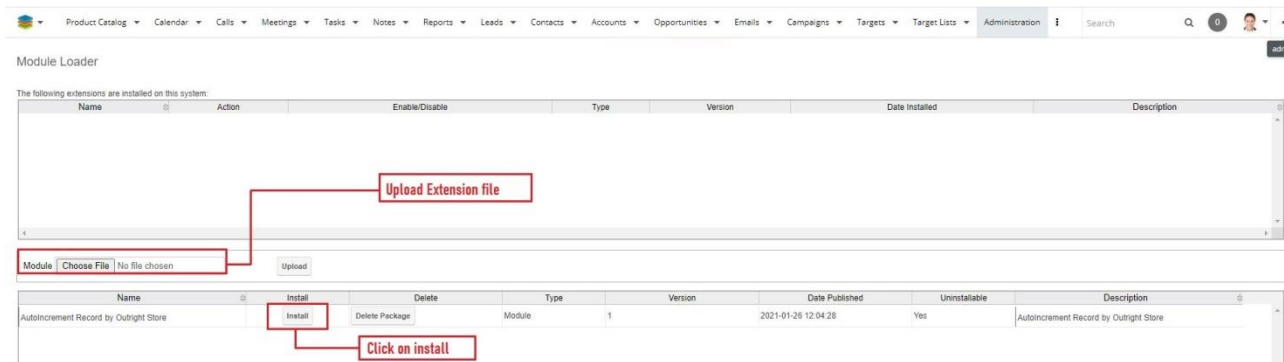 Product Catalog Calendar Calls Meetings Tasks Notes Reports Leads Contacts Accounts Opportunities Emails Campaigns Targets Target Lists Administration Search 0
Module Loader
The following extensions are installed on this system:
Name Action Enable/Disable Type Version Date Installed Description
Upload Extension file
Module Choose File No file chosen Upload
Name Install Delete Type Version Date Published Uninstallable Description
AutoIncrement Record by Outright Store Install Delete Package Module 1 2021-01-26 12:04:28 Yes AutoIncrement Record by Outright Store
Click on install